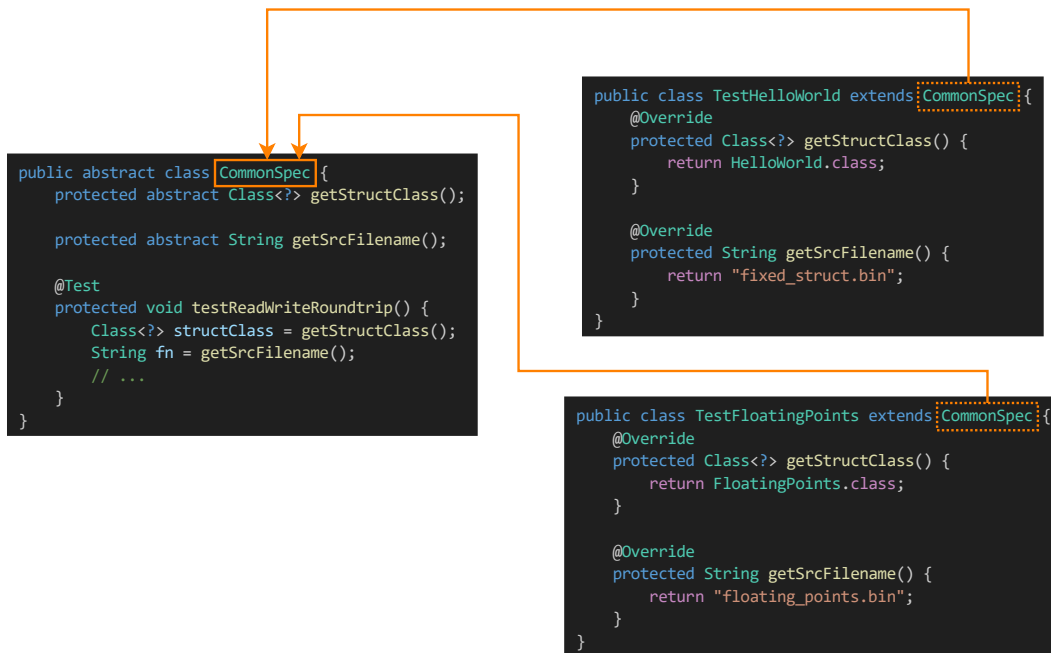 public abstract class CommonSpec {
    protected abstract Class<?> getStructClass();

    protected abstract String getSrcFilename();

    @Test
    protected void testReadWriteRoundtrip() {
        Class<?> structClass = getStructClass();
        String fn = getSrcFilename();
        // ...
    }
}
public class TestHelloWorld extends CommonSpec {
    @Override
    protected Class<?> getStructClass() {
        return HelloWorld.class;
    }

    @Override
    protected String getSrcFilename() {
        return "fixed_struct.bin";
    }
}
public class TestFloatingPoints extends CommonSpec {
    @Override
    protected Class<?> getStructClass() {
        return FloatingPoints.class;
    }

    @Override
    protected String getSrcFilename() {
        return "floating_points.bin";
    }
}